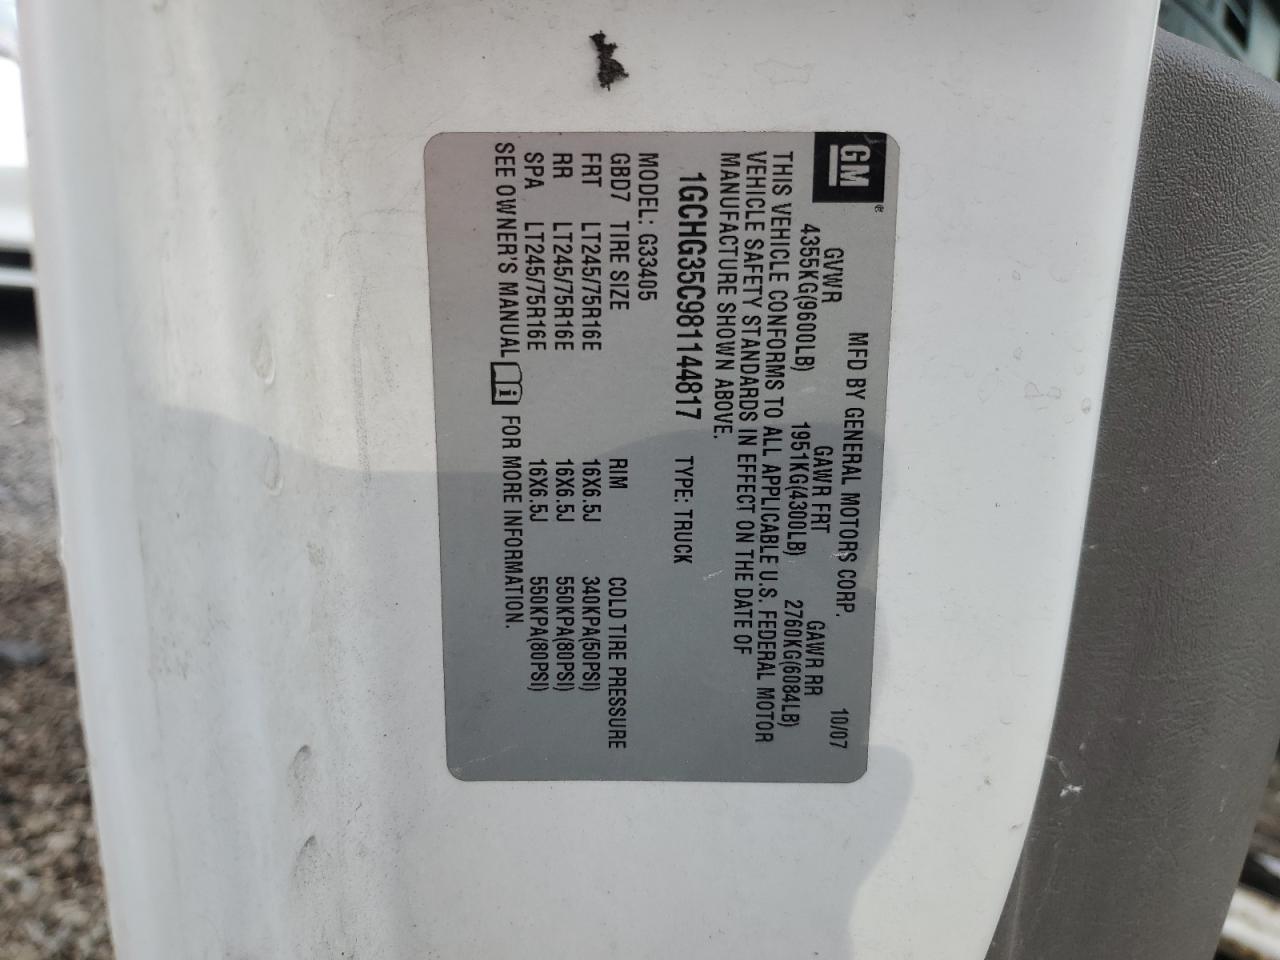 GM®
MFD BY GENERAL MOTORS CORP. 10/07
GVWR GAWR FRT GAWR RR
4355KG(9600LB) 1951KG(4300LB) 2760KG(6084LB)
THIS VEHICLE CONFORMS TO ALL APPLICABLE U.S. FEDERAL MOTOR
VEHICLE SAFETY STANDARDS IN EFFECT ON THE DATE OF
MANUFACTURE SHOWN ABOVE.
1GCHG35C981144817 TYPE: TRUCK
MODEL: G33405
GBD7 TIRE SIZE RIM COLD TIRE PRESSURE
FRT LT245/75R16E 16X6.5J 340KPA(50PSI)
RR LT245/75R16E 16X6.5J 550KPA(80PSI)
SPA LT245/75R16E 16X6.5J 550KPA(80PSI)
SEE OWNER'S MANUAL i FOR MORE INFORMATION.